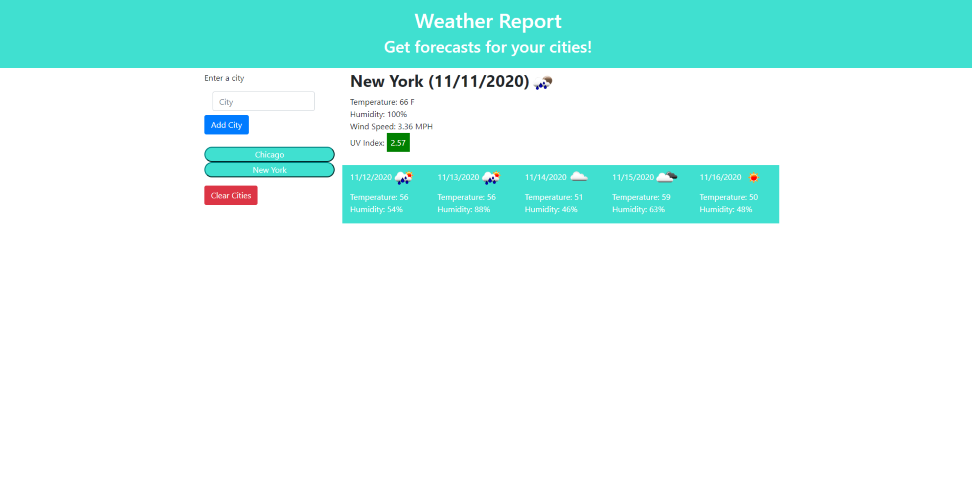 Weather Report
Get forecasts for your cities!
Enter a city
City
Add City
Chicago
New York
Clear Cities
New York (11/11/2020)
Temperature: 66 F
Humidity: 100%
Wind Speed: 3.36 MPH
UV Index: 2.57
11/12/2020
Temperature: 56
Humidity: 54%
11/13/2020
Temperature: 56
Humidity: 88%
11/14/2020
Temperature: 51
Humidity: 46%
11/15/2020
Temperature: 59
Humidity: 63%
11/16/2020
Temperature: 50
Humidity: 48%